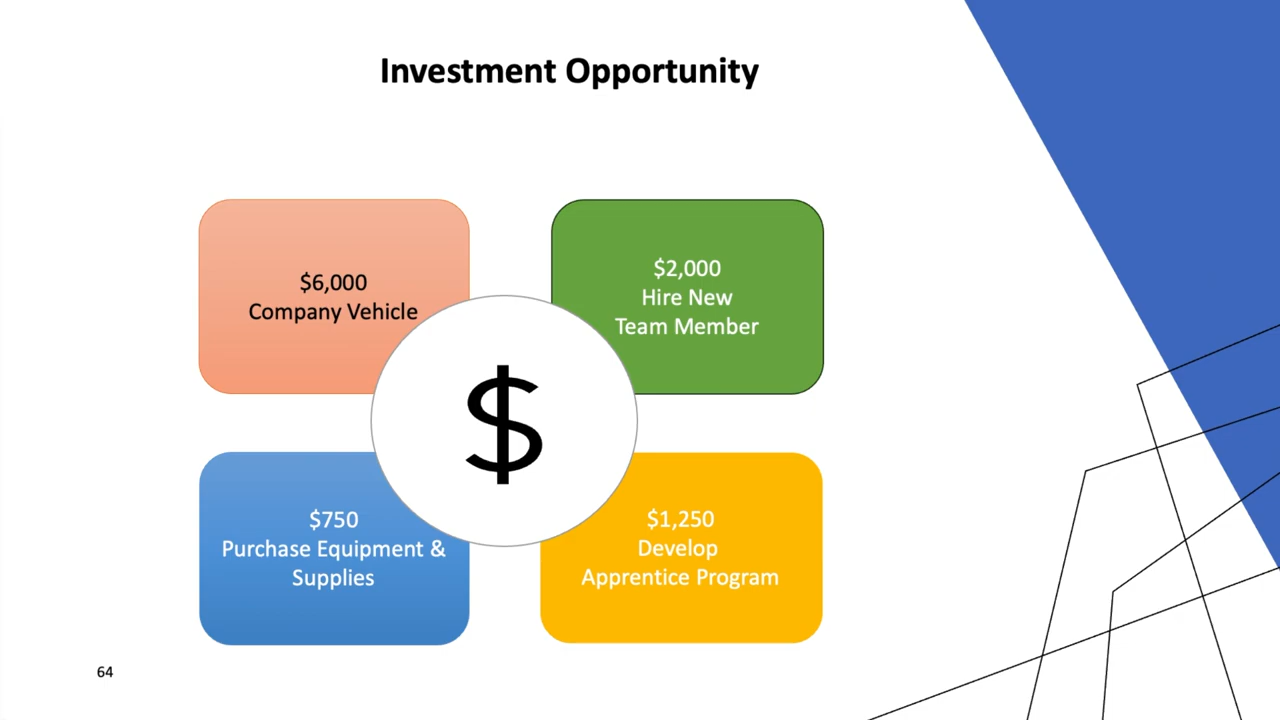 Investment Opportunity
$6,000
Company Vehicle
$2,000
Hire New
Team Member
$
$750
Purchase Equipment &
Supplies
$1,250
Develop
Apprentice Program
64